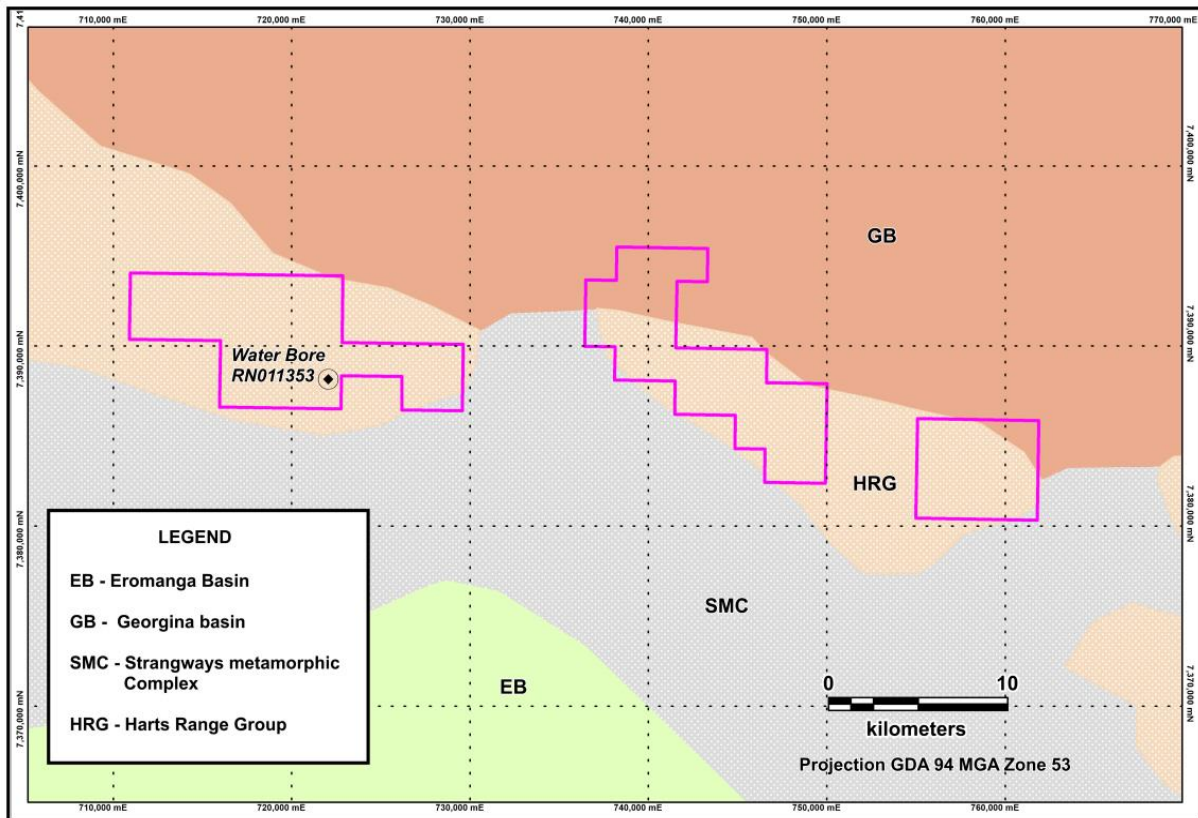 710,000 mE 720,000 mE 730,000 mE 740,000 mE 750,000 mE 760,000 mE 770,000 mE
7,41
7,400,000 mN
7,400,000 mN
GB
7,390,000 mN
7,390,000 mN
Water Bore
RN011353
HRG
7,380,000 mN
7,380,000 mN
LEGEND
EB - Eromanga Basin
GB - Georgina basin
SMC - Strangways metamorphic
Complex
HRG - Harts Range Group
SMC
EB
7,370,000 mN
7,370,000 mN
0 10
kilometers
Projection GDA 94 MGA Zone 53
710,000 mE 720,000 mE 730,000 mE 740,000 mE 750,000 mE 760,000 mE